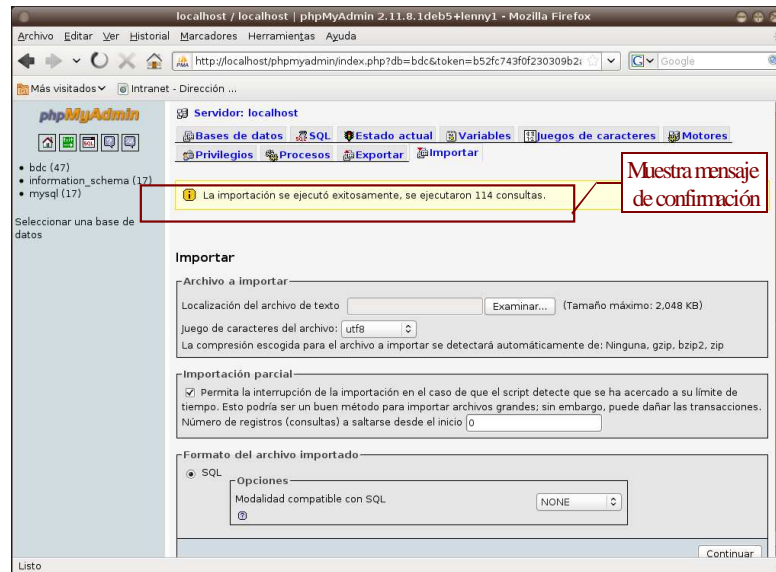 localhost / localhost | phpMyAdmin 2.11.8.1deb5+lenny1 - Mozilla Firefox
Archivo Editar Ver Historial Marcadores Herramientas Ayuda
http://localhost/phpmyadmin/index.php?db=bdc&token=b52fc743f0f230309b2
Google
Más visitados Intranet - Dirección ...
phpMyAdmin
SQL
bdc (47)
information_schema (17)
mysql (17)
Seleccionar una base de
datos
Servidor: localhost
Bases de datos SQL Estado actual Variables Juegos de caracteres Motores
Privilegios Procesos Exportar Importar
Muestra mensaje
de confirmación
La importación se ejecutó exitosamente, se ejecutaron 114 consultas.
Importar
Archivo a importar
Localización del archivo de texto Examinar... (Tamaño máximo: 2,048 KB)
Juego de caracteres del archivo: utf8
La compresión escogida para el archivo a importar se detectará automáticamente de: Ninguna, gzip, bzip2, zip
Importación parcial
Permita la interrupción de la importación en el caso de que el script detecte que se ha acercado a su límite de
tiempo. Esto podría ser un buen método para importar archivos grandes; sin embargo, puede dañar las transacciones.
Número de registros (consultas) a saltarse desde el inicio 0
Formato del archivo importado
SQL
Opciones
Modalidad compatible con SQL NONE
Continuar
Listo